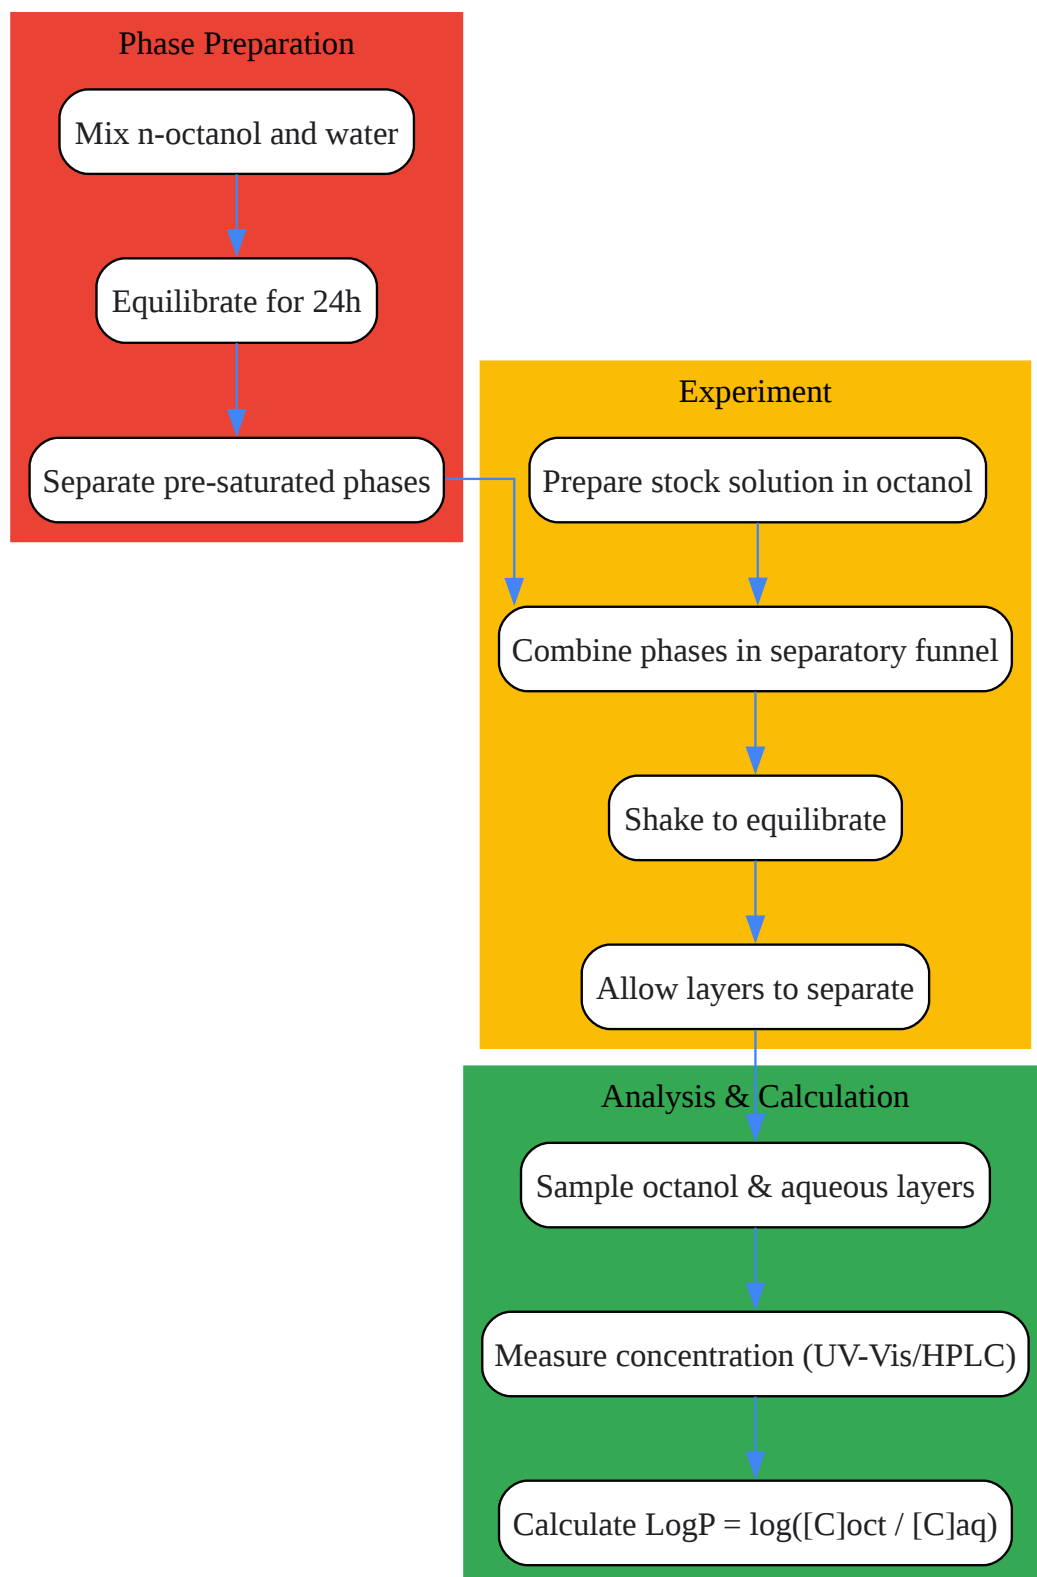 Phase Preparation
Mix n-octanol and water
Equilibrate for 24h
Separate pre-saturated phases
Experiment
Prepare stock solution in octanol
Combine phases in separatory funnel
Shake to equilibrate
Allow layers to separate
Analysis & Calculation
Sample octanol & aqueous layers
Measure concentration (UV-Vis/HPLC)
Calculate LogP = log([C]oct / [C]aq)